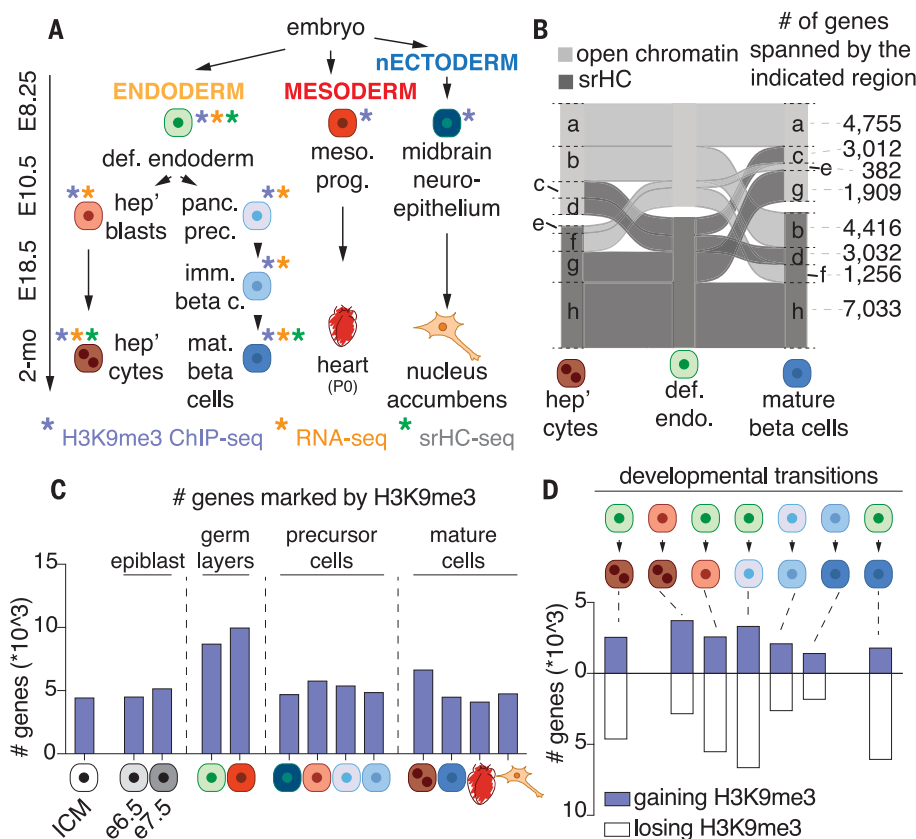 A
embryo
ENDODERM
MESODERM
nECTODERM
E8.25
E10.5
E18.5
2-mo
def. endoderm
meso.
prog.
midbrain
neuro-
epithelium
hep'
blasts
panc.
prec.
imm.
beta c.
hep'
cytes
mat.
beta
cells
heart
(P0)
nucleus
accumbens
* H3K9me3 ChIP-seq
* RNA-seq
* srHC-seq
B
open chromatin
srHC
# of genes
spanned by the
indicated region
a
b
c
d
e
f
g
h
a
c
e
g
b
d
f
h
4,755
3,012
382
1,909
4,416
3,032
1,256
7,033
hep'
cytes
def.
endo.
mature
beta cells
C
# genes marked by H3K9me3
epiblast
germ
layers
precursor
cells
mature
cells
# genes (*10^3)
15
10
5
0
ICM
e6.5
e7.5
D
developmental transitions
# genes (*10^3)
5
0
5
10
gaining H3K9me3
losing H3K9me3